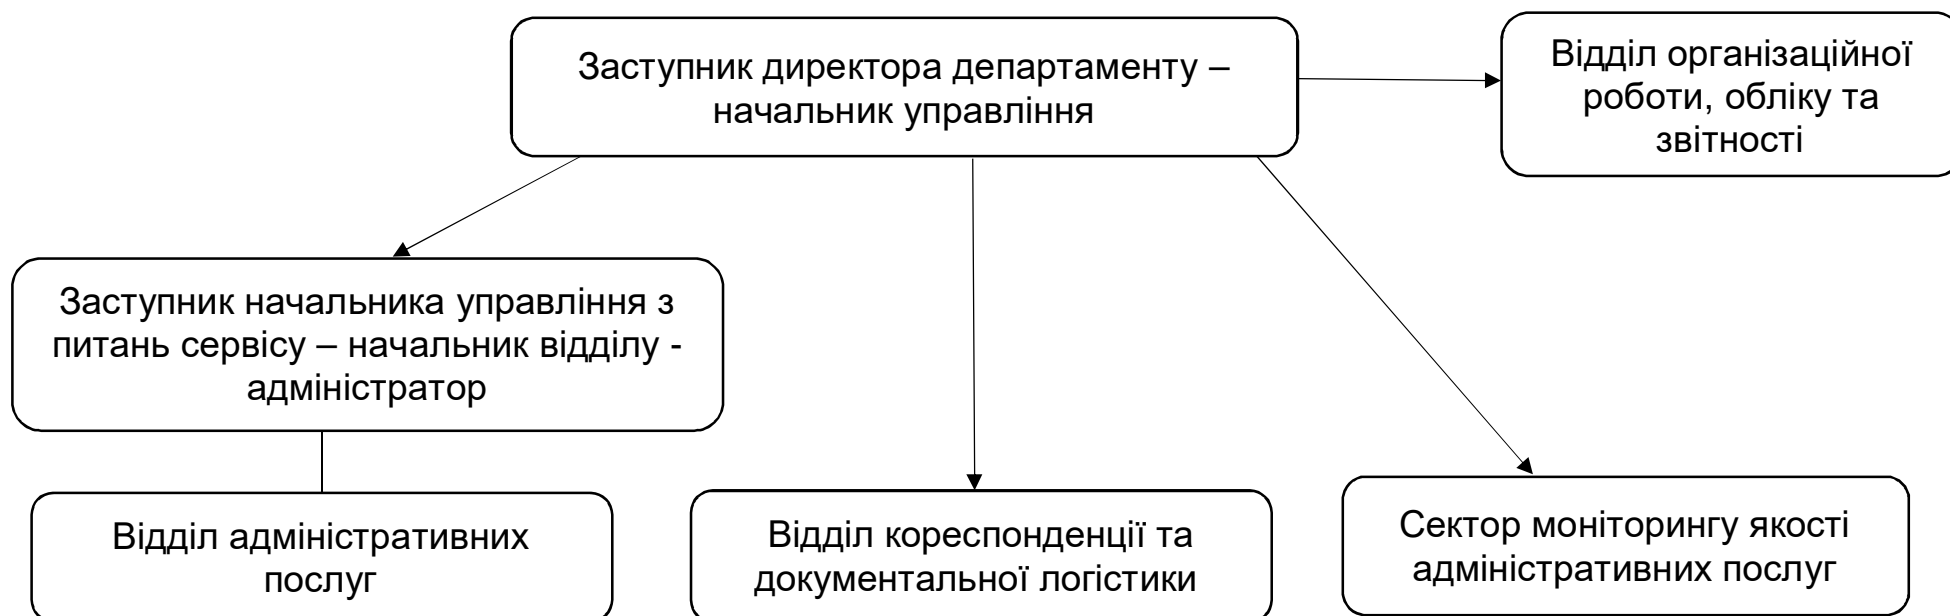 Заступник директора департаменту –
начальник управління
Відділ організаційної
роботи, обліку та
звітності
Заступник начальника управління з
питань сервісу – начальник відділу -
адміністратор
Відділ адміністративних
послуг
Відділ кореспонденції та
документальної логістики
Сектор моніторингу якості
адміністративних послуг